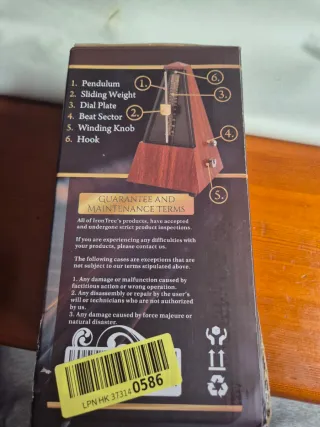 1. Pendulum
2. Sliding Weight
3. Dial Plate
4. Beat Sector
5. Winding Knob
6. Hook
1.
6.
3.
2.
4.
5.
GUARANTEE AND
MAINTENANCE TERMS
All of IronTree's products, have accepted
and undergone strict product inspections.
If you are experiencing any difficulties with
your products, please contact us.
The following cases are exceptions that are
not subject to our terms stipulated above.
1. Any damage or malfunction caused by
factitious action or wrong operation.
2. Any disassembly or repair by the user's
will or technicians who are not authorized
by us.
3. Any damage caused by force majeure or
natural disaster.
LPN HK 37314 0586